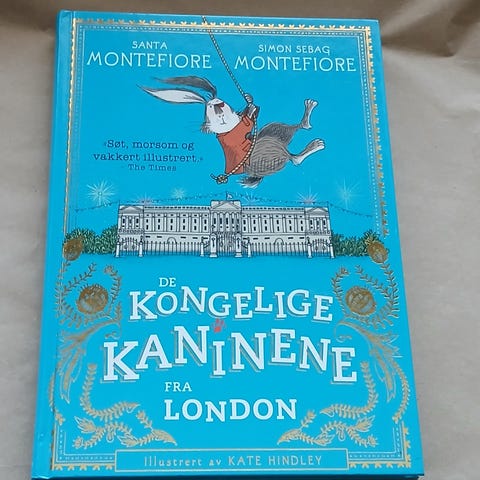 SANTA
MONTEFIORE
SIMON SEBAG
MONTEFIORE
«Søt, morsom og
vakkert illustrert.»
- The Times
DE
KONGELIGE
KANINENE
FRA
LONDON
Illustrert av KATE HINDLEY